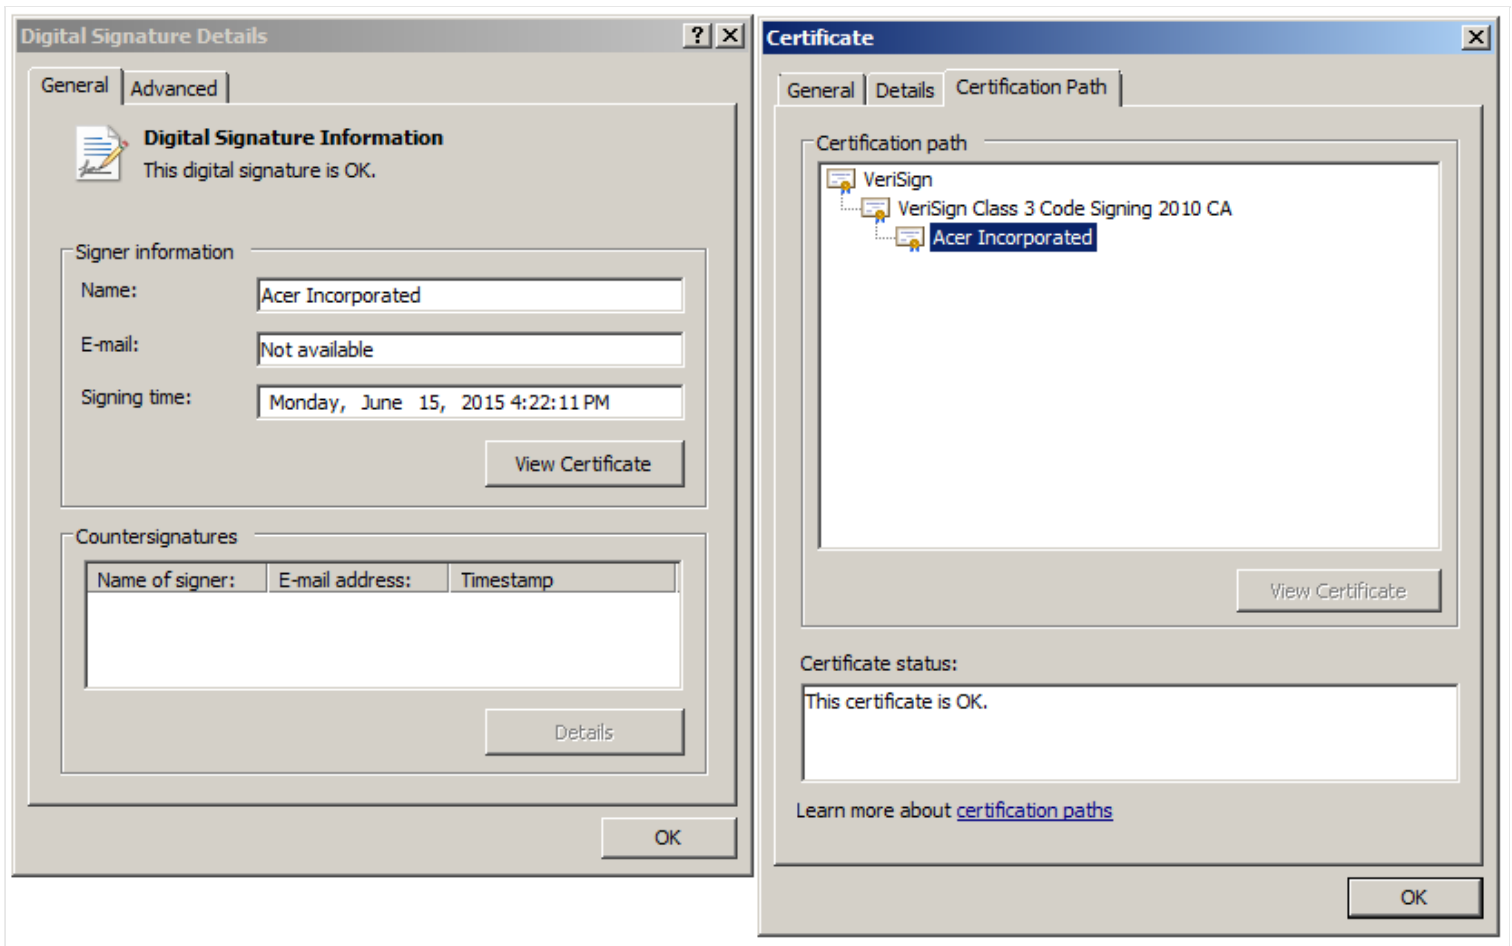 Digital Signature Details
General
Advanced
Digital Signature Information
This digital signature is OK.
Signer information
Name:
Acer Incorporated
E-mail:
Not available
Signing time:
Monday, June 15, 2015 4:22:11 PM
View Certificate
Countersignatures
Name of signer:
E-mail address:
Timestamp
Details
OK
Certificate
General
Details
Certification Path
Certification path
VeriSign
VeriSign Class 3 Code Signing 2010 CA
Acer Incorporated
View Certificate
Certificate status:
This certificate is OK.
Learn more about certification paths
OK